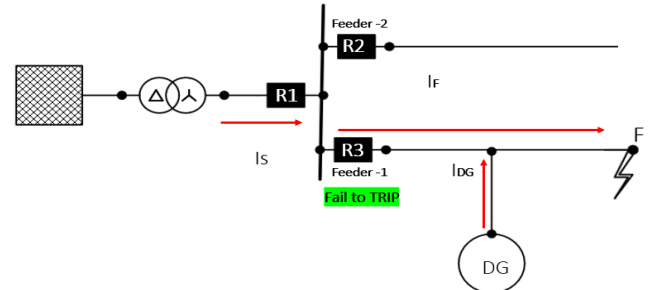 Feeder -2
R2
R1
IF
R3
F
IS
Feeder -1
IDG
Fail to TRIP
DG